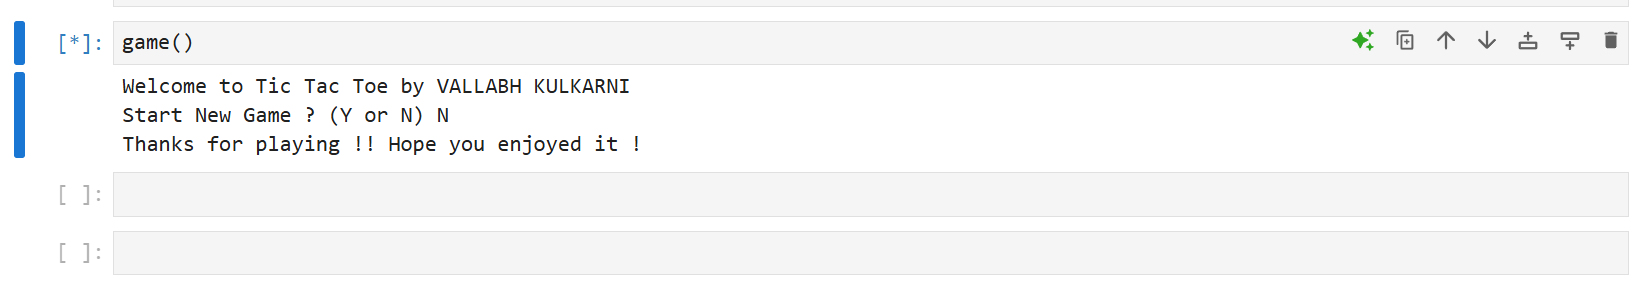 [*]: game()
Welcome to Tic Tac Toe by VALLABH KULKARNI
Start New Game ? (Y or N) N
Thanks for playing !! Hope you enjoyed it !
[ ]:
[ ]: